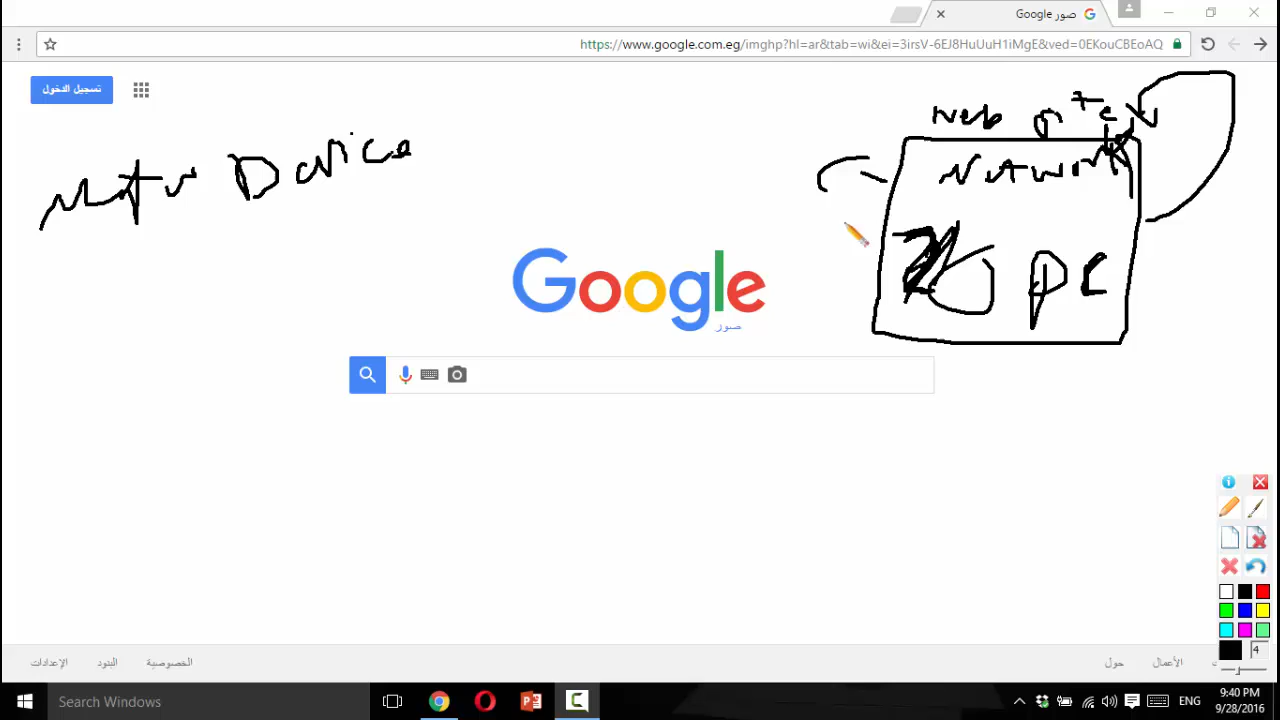 صور Google
https://www.google.com.eg/imghp?hl=ar&tab=wi&ei=3irsV-6EJ8HuUuH1iMgE&ved=0EKouCBEoAQ
تسجيل الدخول
Device
Web
Network
PC
Google
صور
الإعدادات
البنود
الخصوصية
حول
الأعمال
4
Search Windows
ENG
9:40 PM
9/28/2016